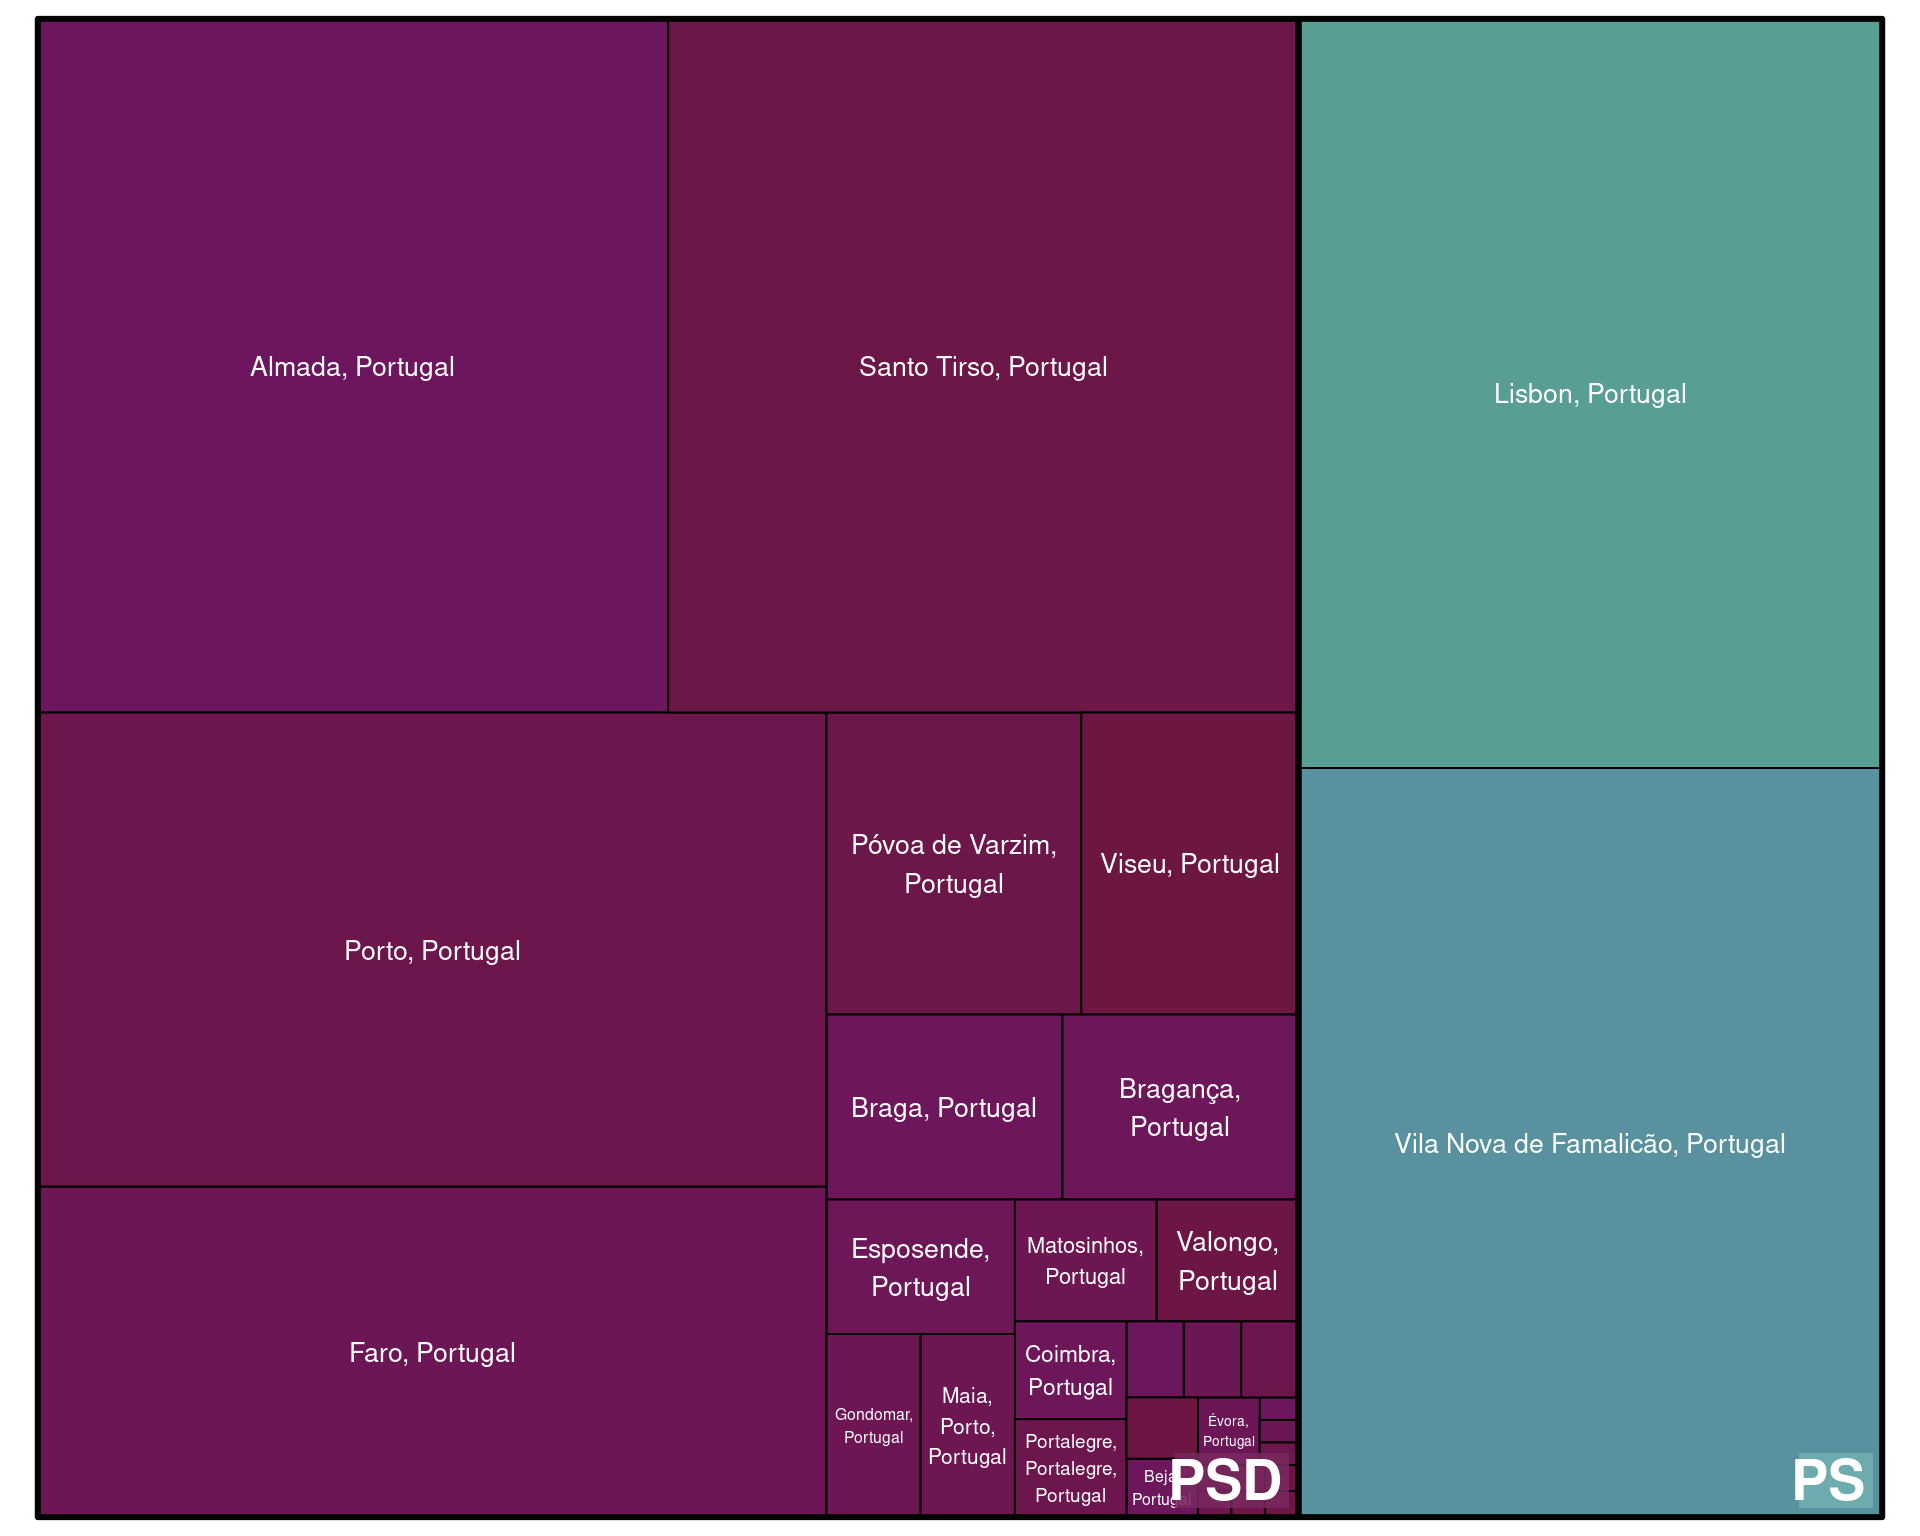 Almada, Portugal
Santo Tirso, Portugal
Lisbon, Portugal
Porto, Portugal
Póvoa de Varzim,
Portugal
Viseu, Portugal
Braga, Portugal
Bragança,
Portugal
Vila Nova de Famalicão, Portugal
Faro, Portugal
Esposende,
Portugal
Matosinhos,
Portugal
Valongo,
Portugal
Gondomar,
Portugal
Maia,
Porto,
Portugal
Coimbra,
Portugal
Portalegre,
Portalegre,
Portugal
Évora,
Portugal
Beja
Portugal
PSD
PS